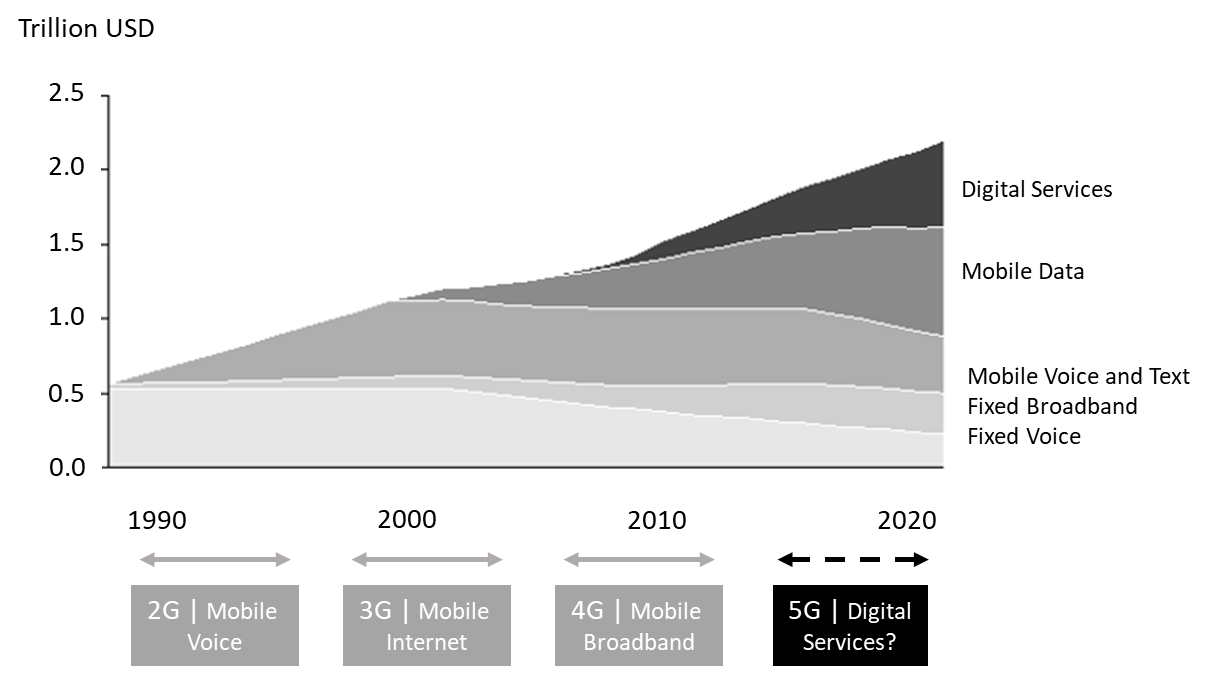 Trillion USD
2.5
2.0
1.5
1.0
0.5
0.0
Digital Services
Mobile Data
Mobile Voice and Text
Fixed Broadband
Fixed Voice
1990 2000 2010 2020
2G | Mobile
Voice
3G | Mobile
Internet
4G | Mobile
Broadband
5G | Digital
Services?